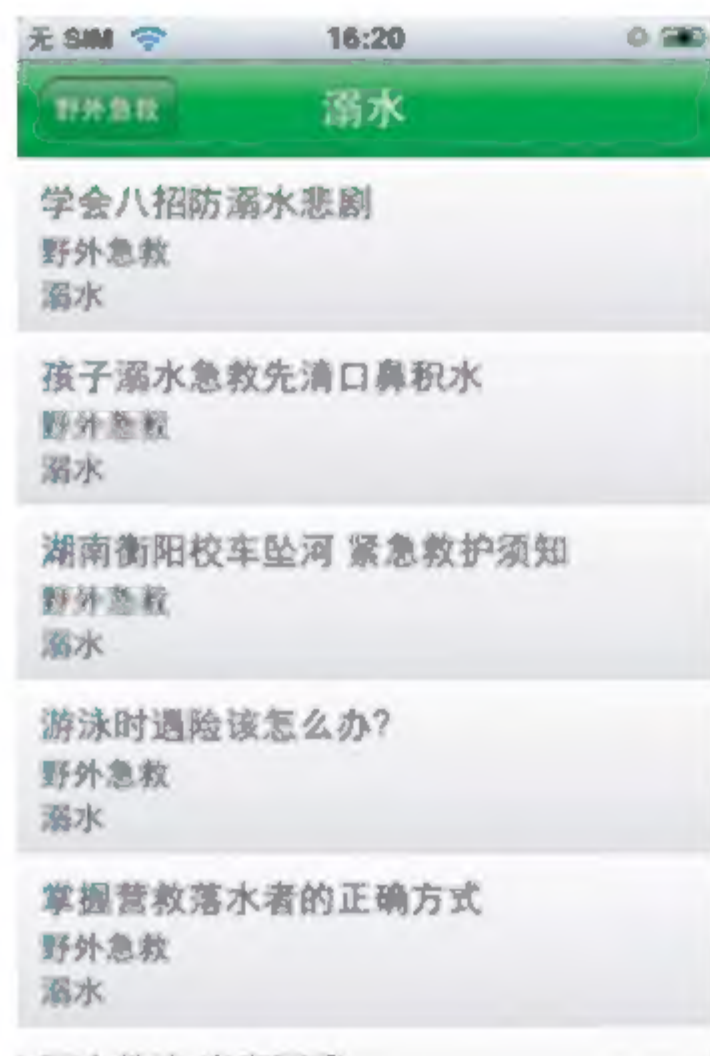 无 SIM 16:20
野外急救 溺水
学会八招防溺水悲剧
野外急救
溺水
孩子溺水急救先清口鼻积水
野外急救
溺水
湖南衡阳校车坠河 紧急救护须知
野外急救
溺水
游泳时遇险该怎么办?
野外急救
溺水
掌握营救落水者的正确方式
野外急救
溺水